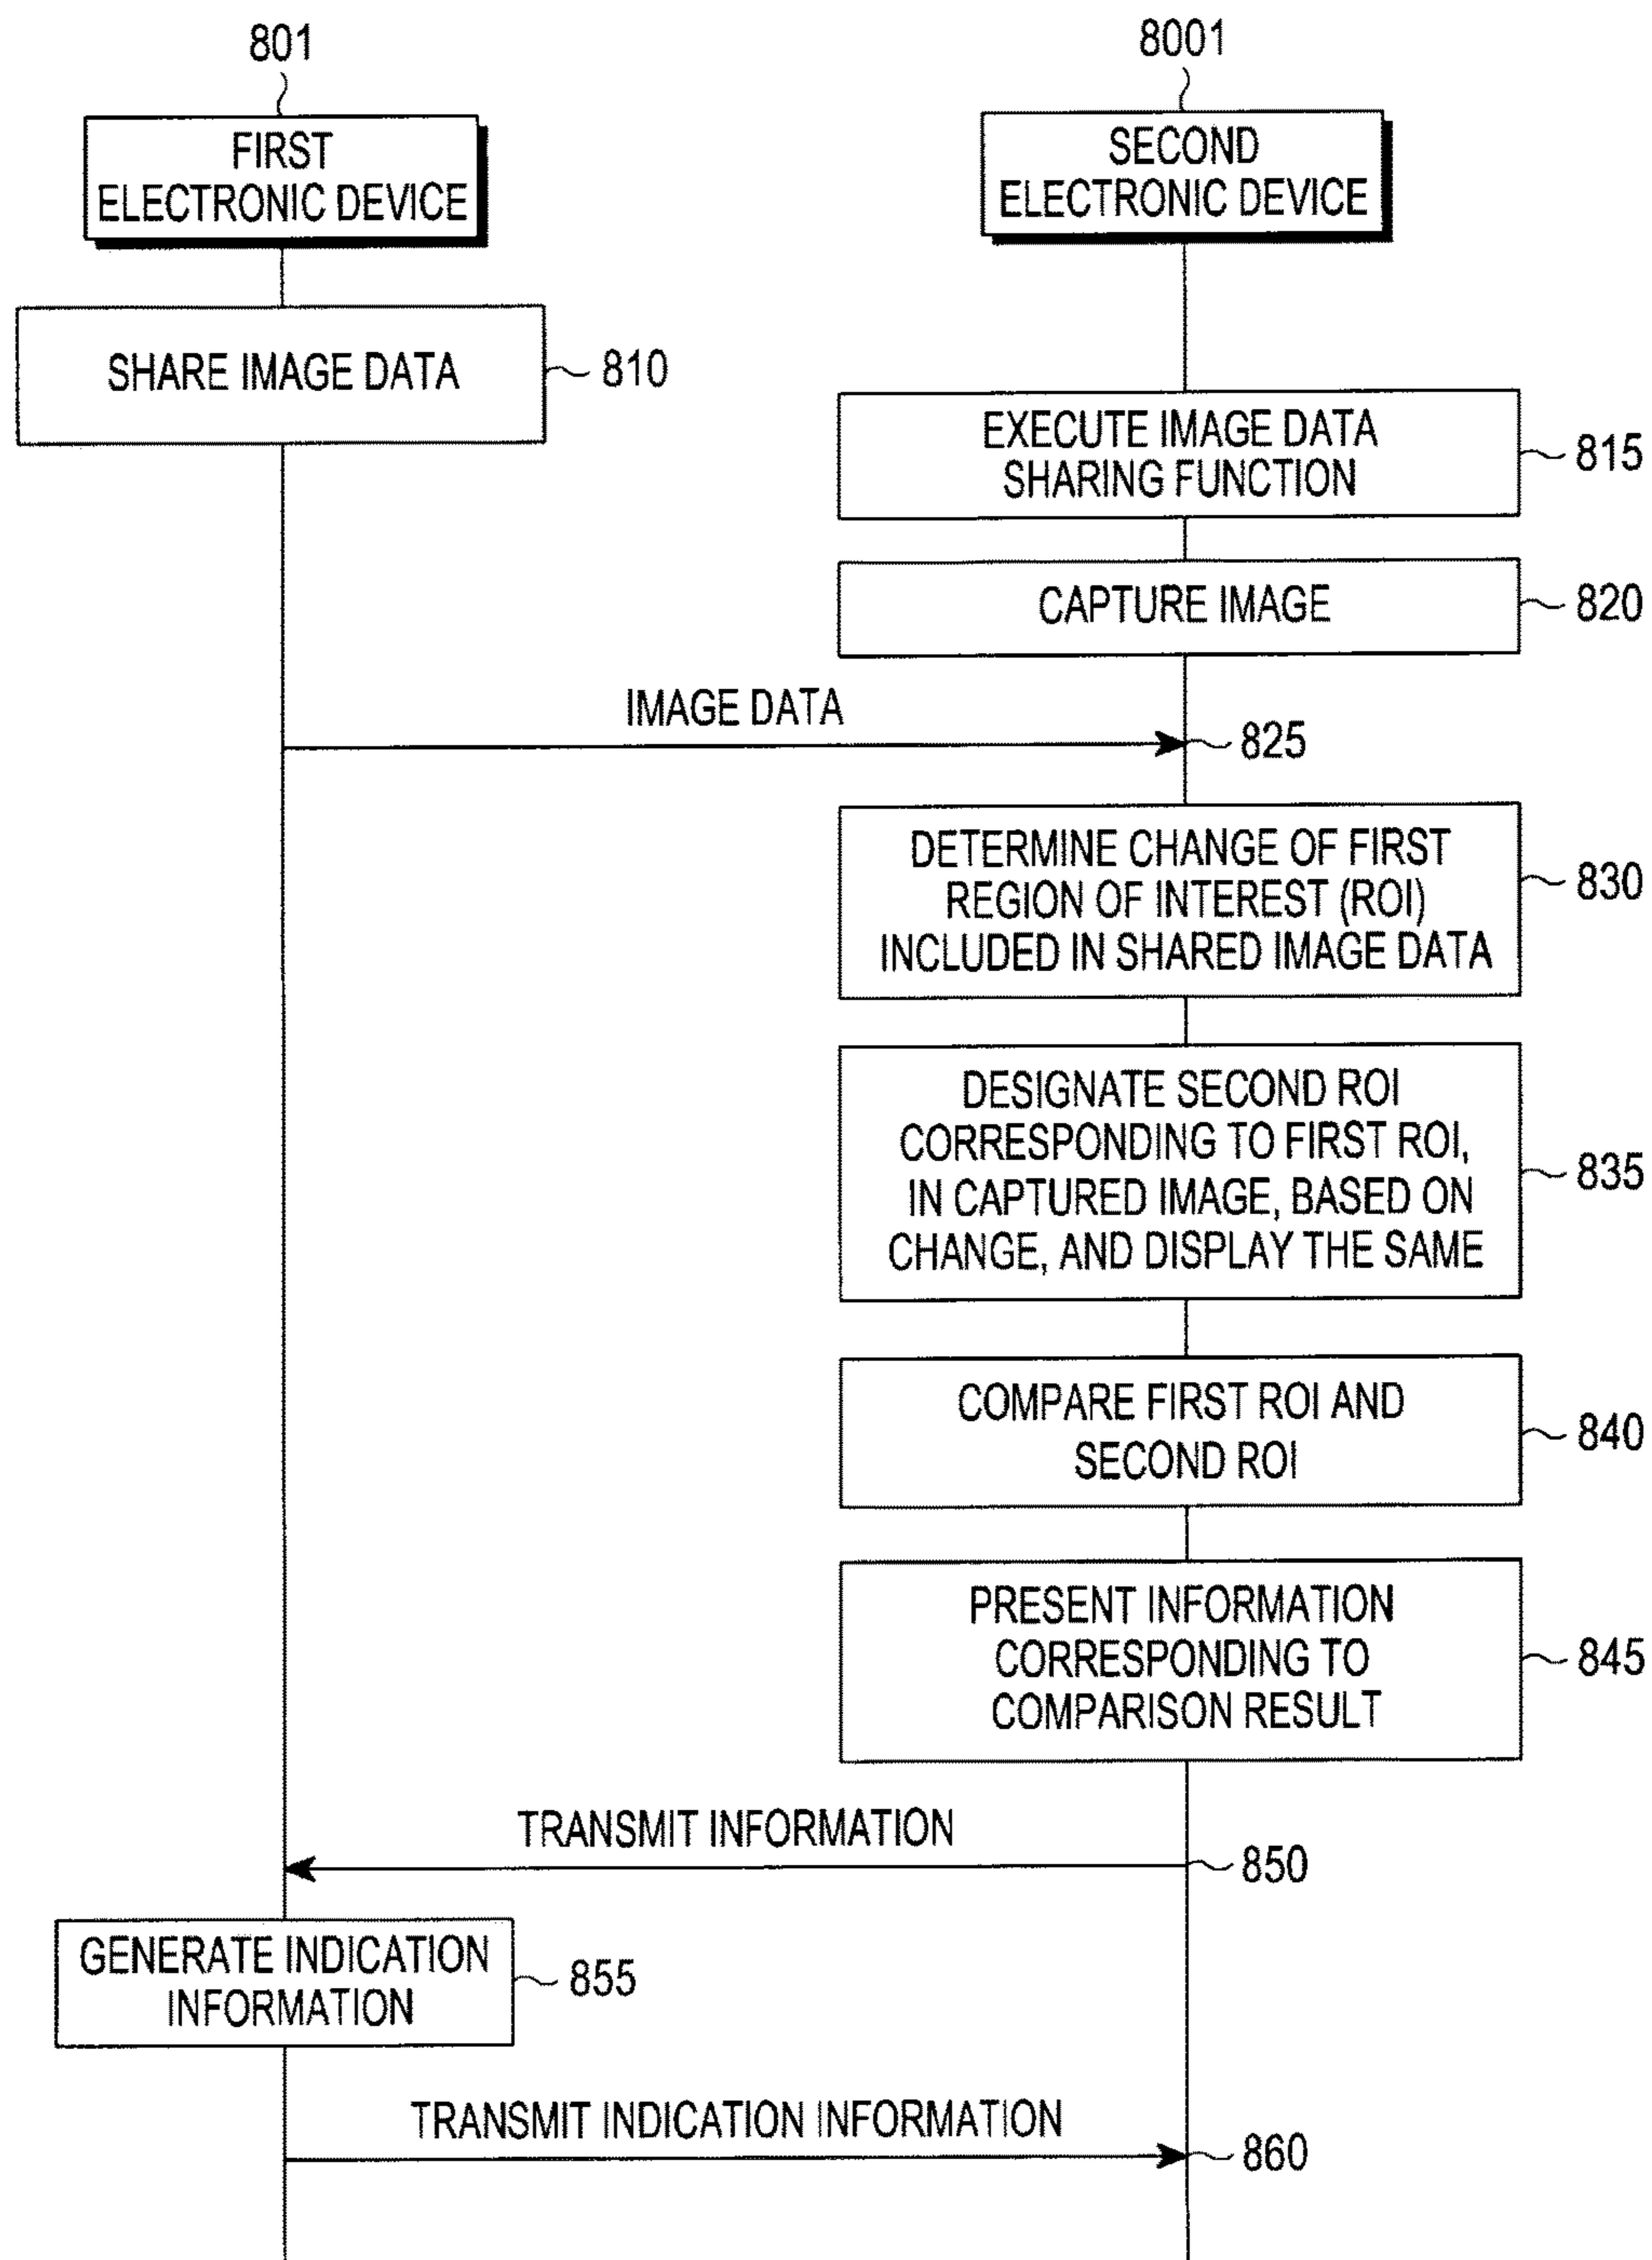 801
8001
FIRST
ELECTRONIC DEVICE
SECOND
ELECTRONIC DEVICE
SHARE IMAGE DATA
810
EXECUTE IMAGE DATA
SHARING FUNCTION
815
CAPTURE IMAGE
820
IMAGE DATA
825
DETERMINE CHANGE OF FIRST
REGION OF INTEREST (ROI)
INCLUDED IN SHARED IMAGE DATA
830
DESIGNATE SECOND ROI
CORRESPONDING TO FIRST ROI,
IN CAPTURED IMAGE, BASED ON
CHANGE, AND DISPLAY THE SAME
835
COMPARE FIRST ROI AND
SECOND ROI
840
PRESENT INFORMATION
CORRESPONDING TO
COMPARISON RESULT
845
TRANSMIT INFORMATION
850
GENERATE INDICATION
INFORMATION
855
TRANSMIT INDICATION INFORMATION
860